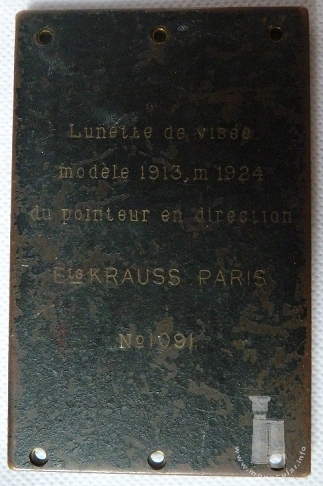 Lunette de visée
modèle 1913, m 1924
du pointeur en direction
Ets KRAUSS PARIS
No 1091.